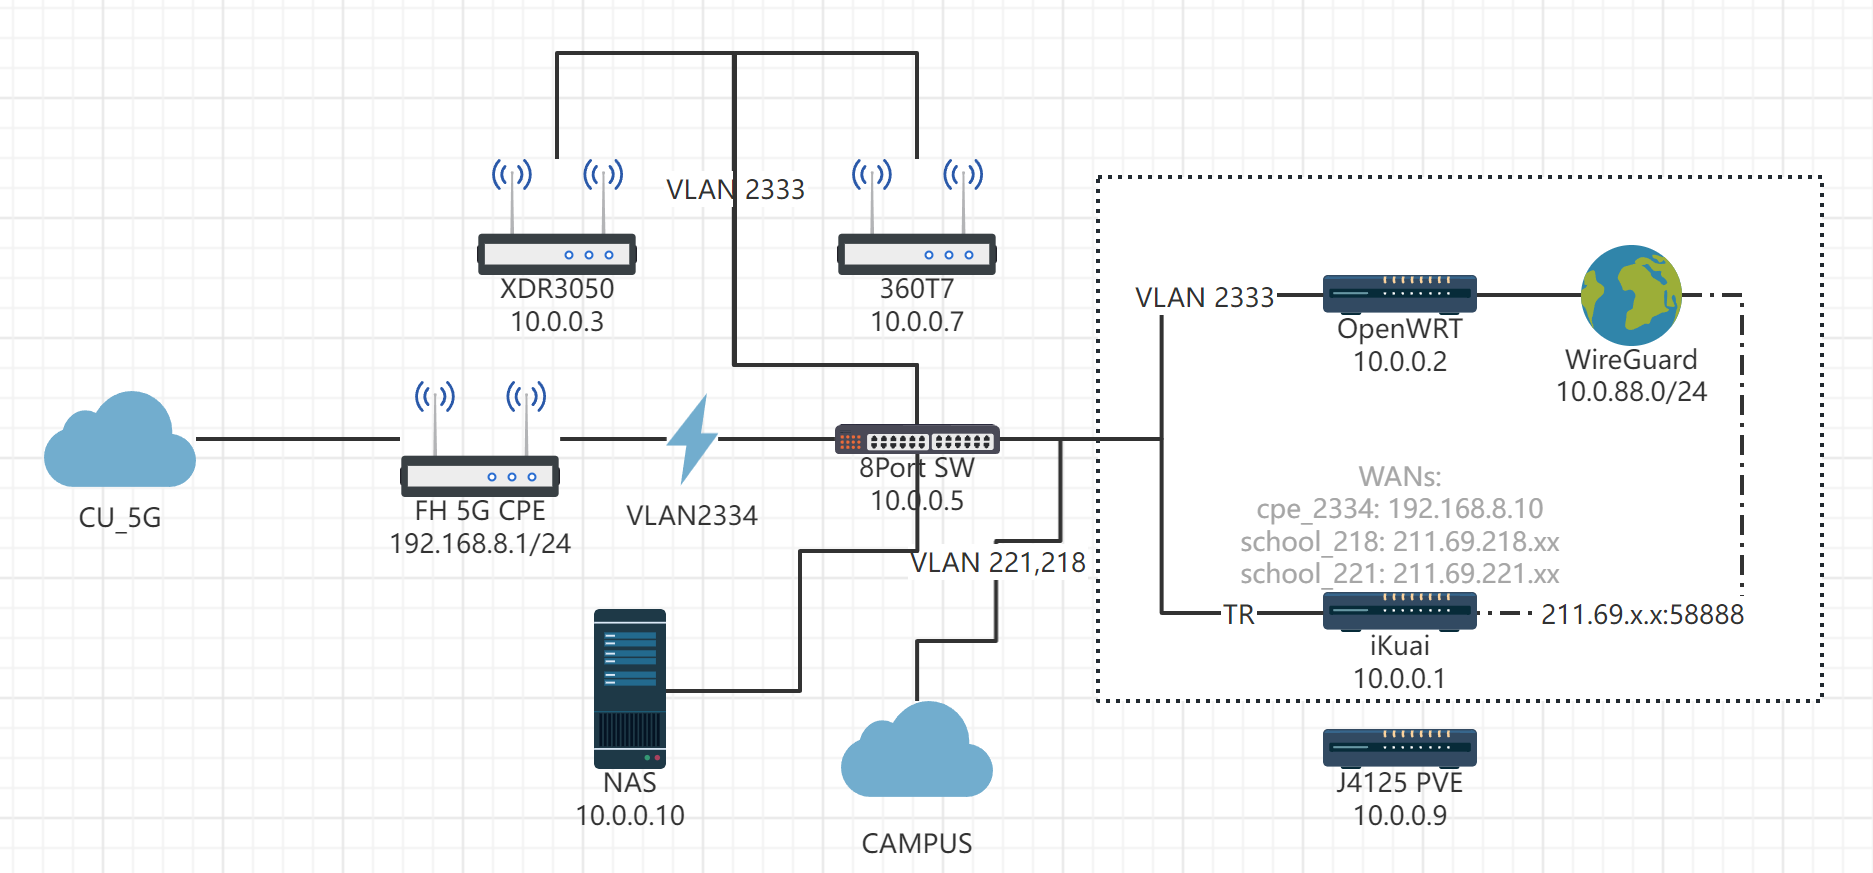 VLAN 2333
XDR3050
10.0.0.3
360T7
10.0.0.7
CU_5G
FH 5G CPE
192.168.8.1/24
VLAN2334
8Port SW
10.0.0.5
VLAN 221,218
NAS
10.0.0.10
CAMPUS
VLAN 2333
OpenWRT
10.0.0.2
WireGuard
10.0.88.0/24
WANs:
cpe_2334: 192.168.8.10
school_218: 211.69.218.xx
school_221: 211.69.221.xx
TR
211.69.x.x:58888
iKuai
10.0.0.1
J4125 PVE
10.0.0.9